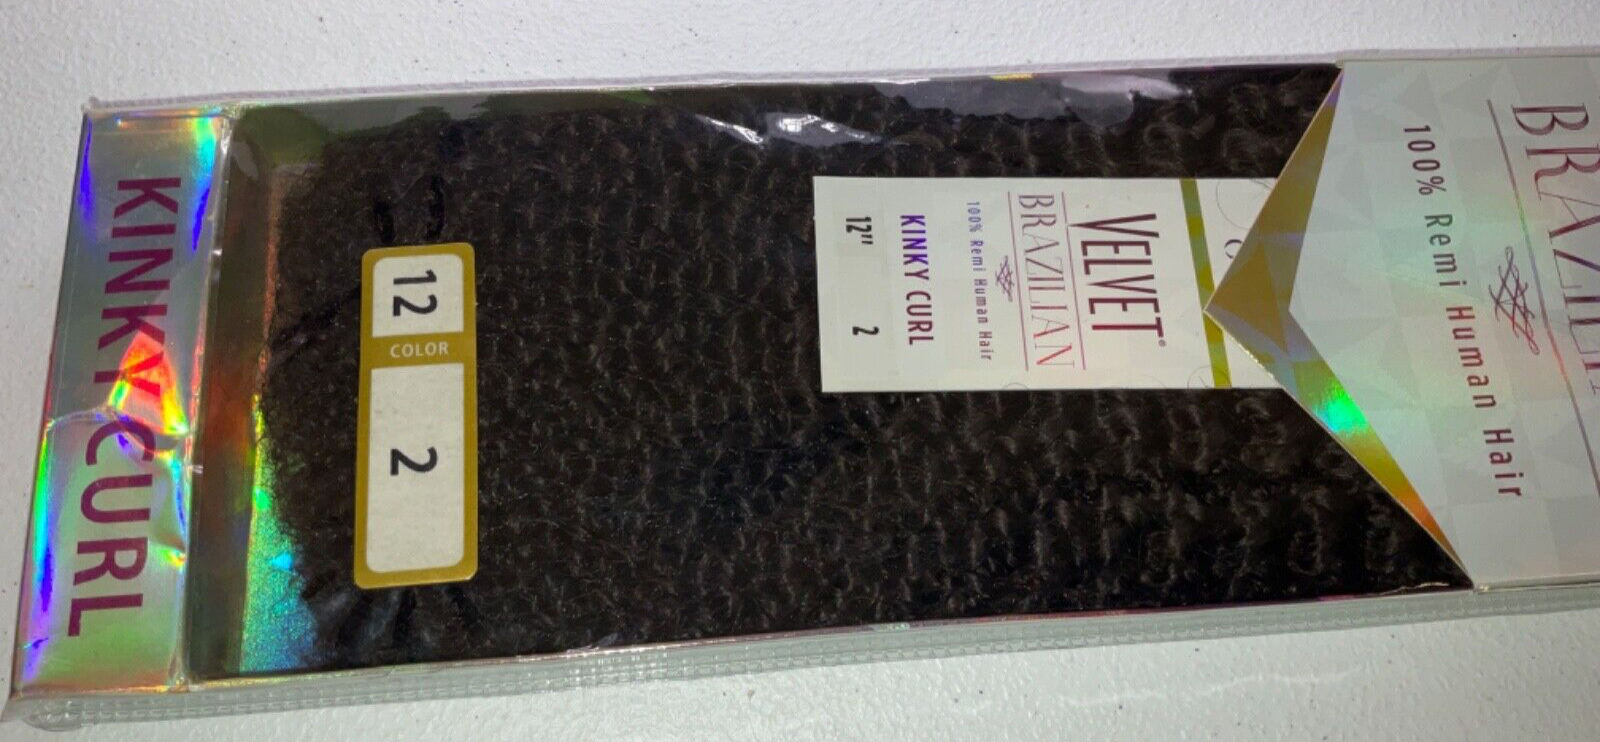 KINKY CURL
12
COLOR
2
VELVET®
BRAZILIAN
100% Remi Human Hair
KINKY CURL
12" 2
100% Remi Human Hair